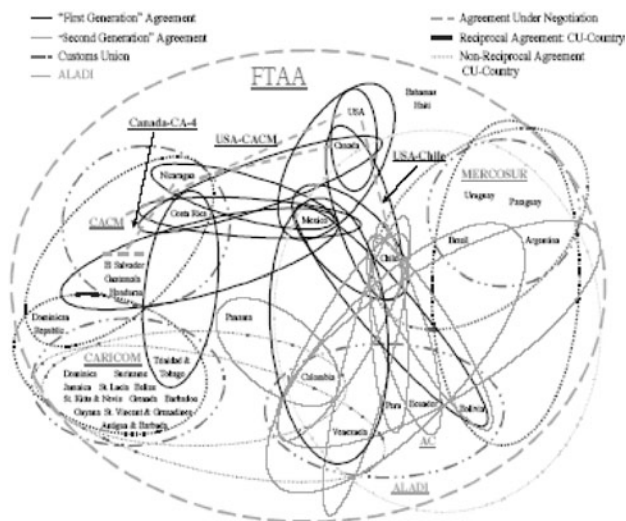 "First Generation" Agreement
"Second Generation" Agreement
Customs Union
ALADI
Agreement Under Negotiation
Reciprocal Agreement: CU-Country
Non-Reciprocal Agreement
CU-Country
FTAA
USA
Bahamas
Haiti
Canada-CA-4
USA-CACM
Canada
USA-Chile
Nicaragua
MERCOSUR
Uruguay
Paraguay
CACM
Costa Rica
Mexico
Brazil
Argentina
Chile
El Salvador
Guatemala
Honduras
Dominican
Republic
Panama
CARICOM
Trinidad &
Tobago
Dominica Suriname
Jamaica St. Lucia Belize
St. Kitts & Nevis Grenada Barbados
Guyana St. Vincent & Grenadines
Antigua & Barbuda
Colombia
Peru
Ecuador
Bolivia
Venezuela
AC
ALADI